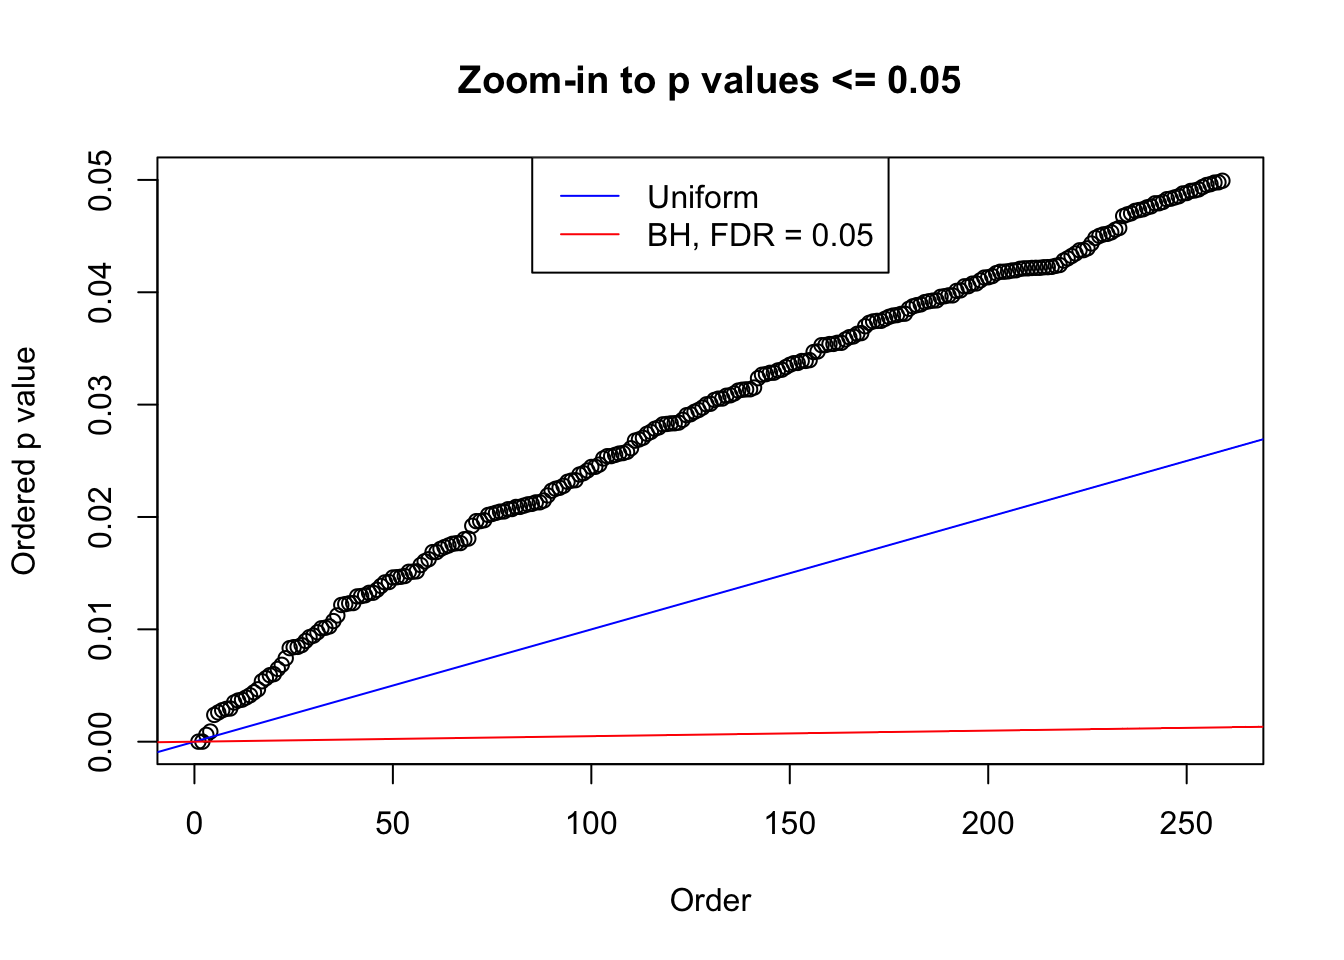 Zoom-in to p values <= 0.05
Uniform
BH, FDR = 0.05
Ordered p value
0.05
0.04
0.03
0.02
0.01
0.00
0 50 100 150 200 250
Order